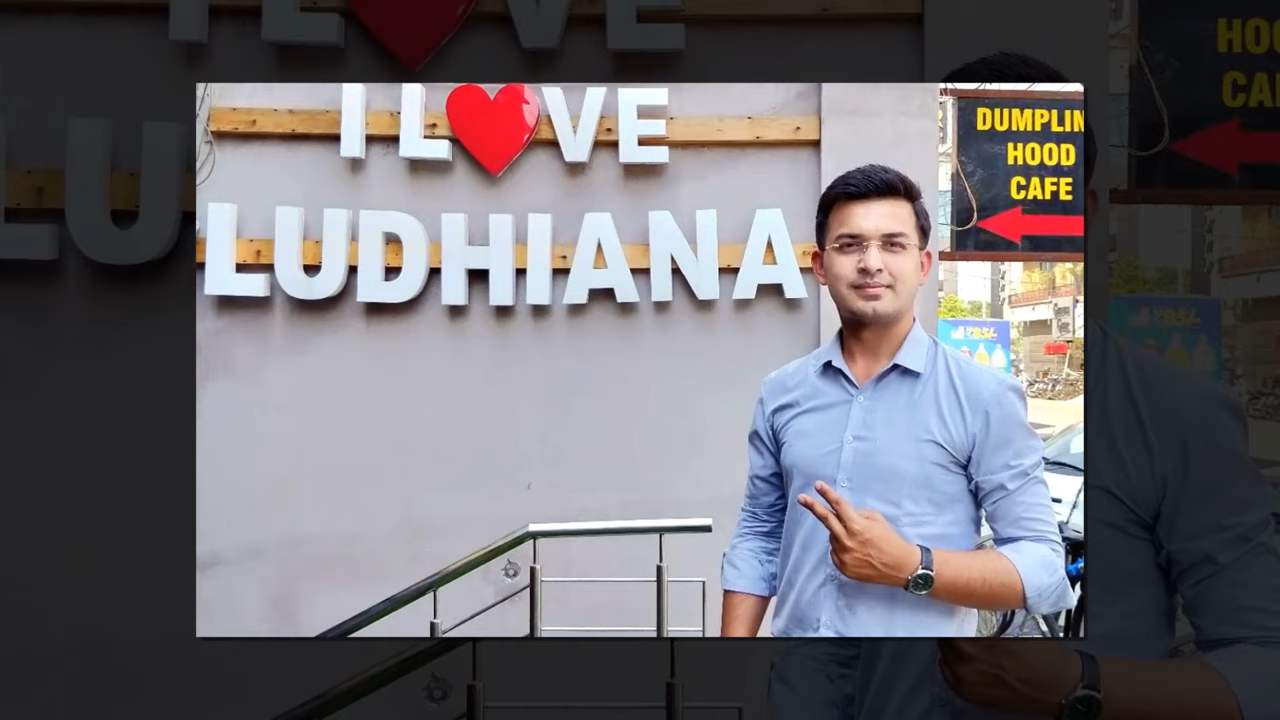 I L❤VE
LUDHIANA
DUMPLIN
HOOD
CAFE